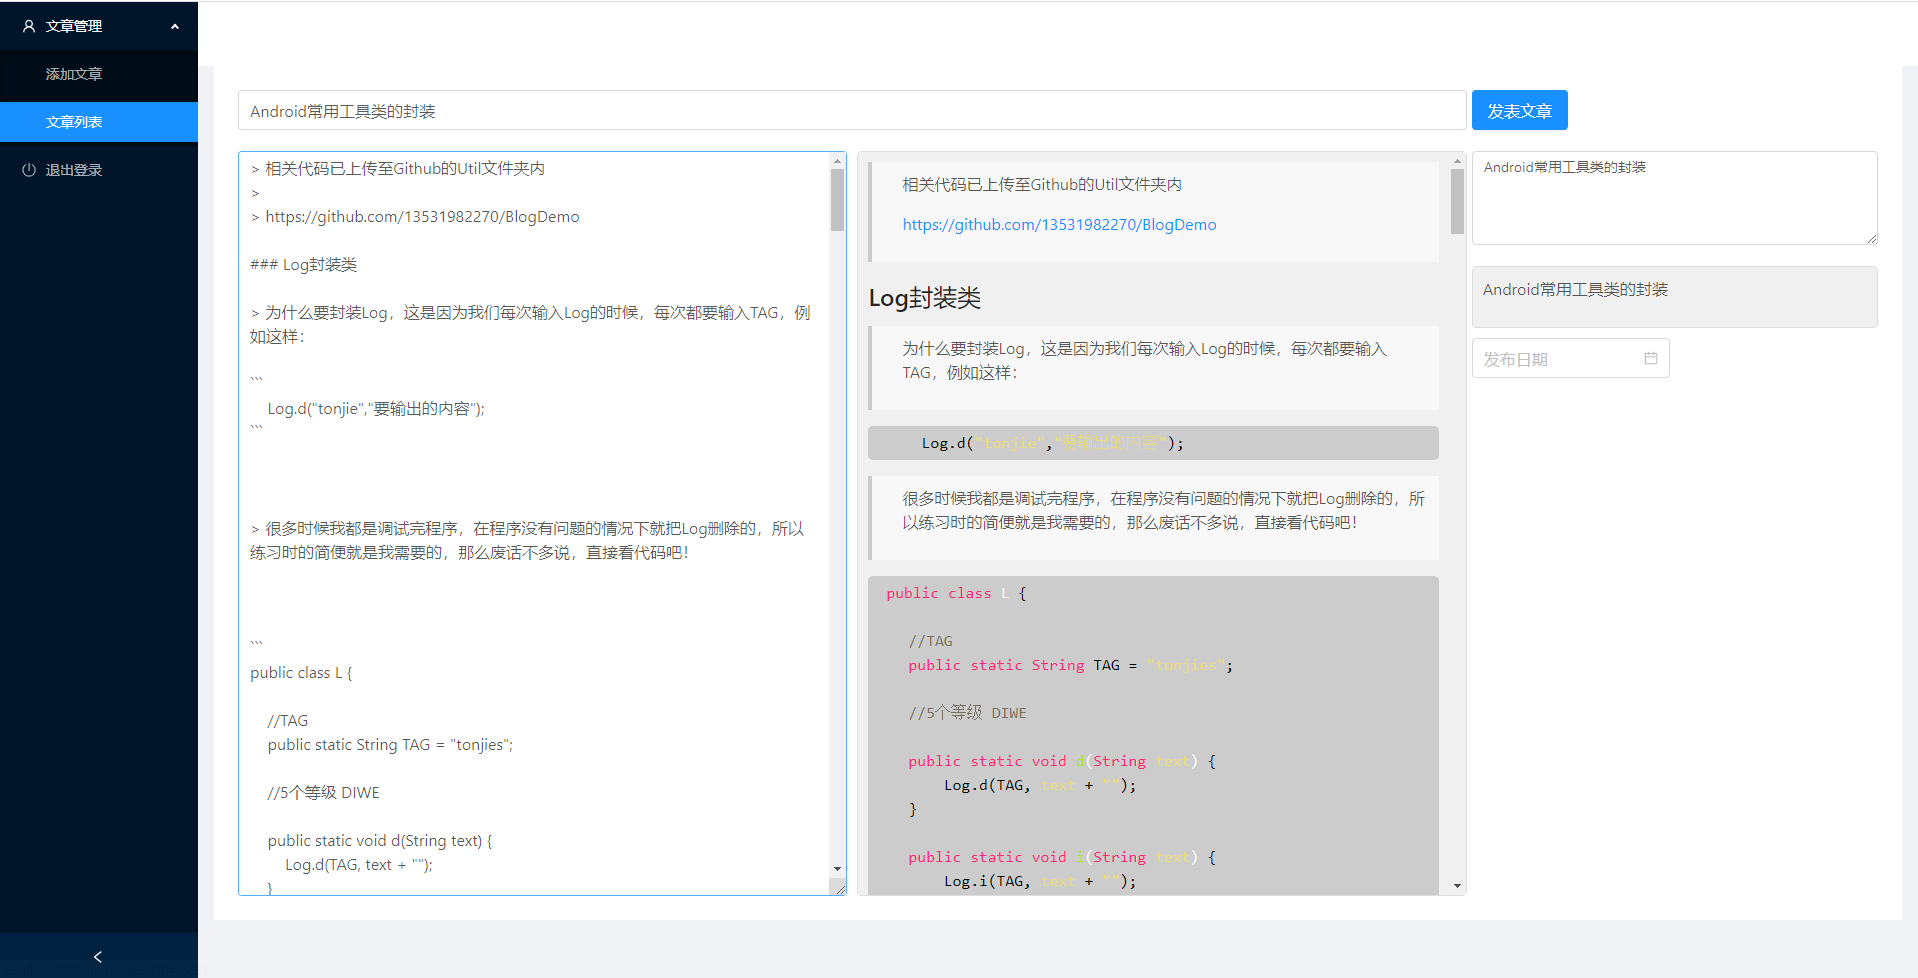 文章管理
添加文章
文章列表
退出登录
Android常用工具类的封装
发表文章
> 相关代码已上传至Github的Util文件夹内
>
> https://github.com/13531982270/BlogDemo
### Log封装类
> 为什么要封装Log，这是因为我们每次输入Log的时候，每次都要输入TAG，例
如这样：
```
Log.d("tonjie","要输出的内容");
```
> 很多时候我都是调试完程序，在程序没有问题的情况下就把Log删除的，所以
练习时的简便就是我需要的，那么废话不多说，直接看代码吧！
```
public class L {
//TAG
public static String TAG = "tonjies";
//5个等级 DIWE
public static void d(String text) {
Log.d(TAG, text + "");
}
相关代码已上传至Github的Util文件夹内
https://github.com/13531982270/BlogDemo
Log封装类
为什么要封装Log，这是因为我们每次输入Log的时候，每次都要输入
TAG，例如这样：
Log.d("tonjie","要输出的内容");
很多时候我都是调试完程序，在程序没有问题的情况下就把Log删除的，所
以练习时的简便就是我需要的，那么废话不多说，直接看代码吧！
public class L {
//TAG
public static String TAG = "tonjies";
//5个等级 DIWE
public static void d(String text) {
Log.d(TAG, text + "");
}
public static void i(String text) {
Log.i(TAG, text + "");
Android常用工具类的封装
Android常用工具类的封装
发布日期